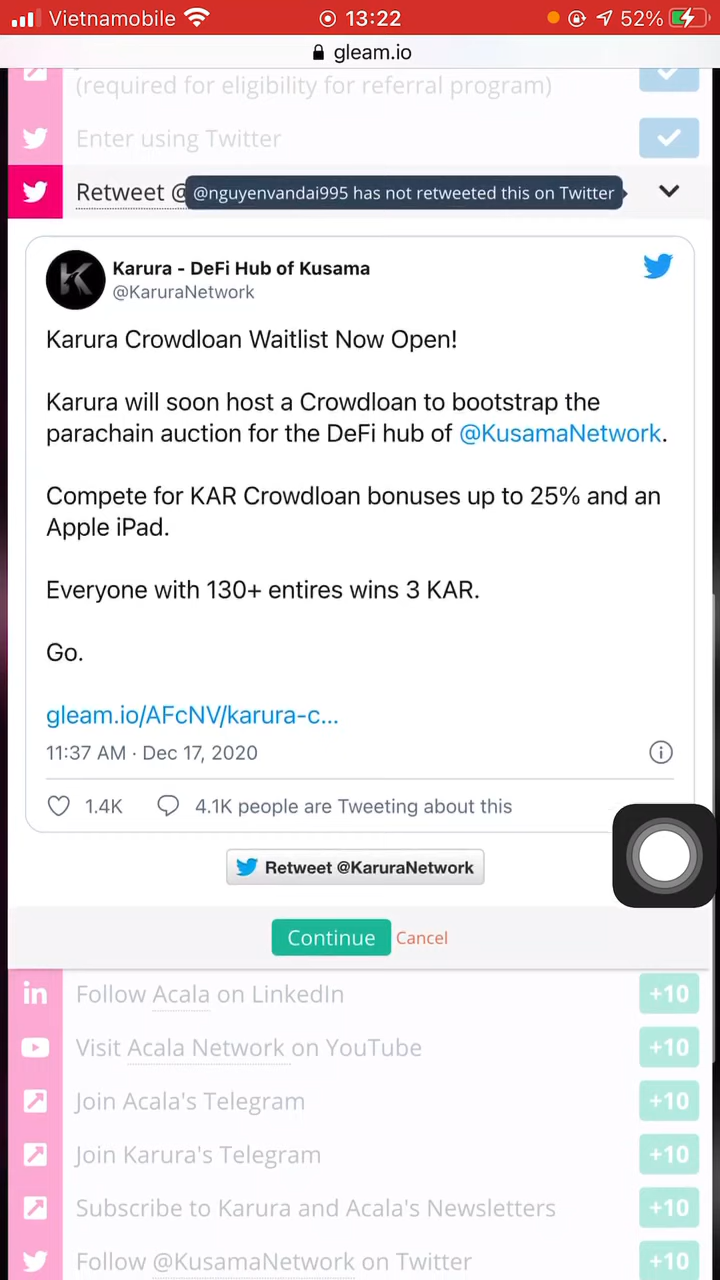 Vietnamobile 13:22 52%
gleam.io
(required for eligibility for referral program)
Enter using Twitter
Retweet @
@nguyenvandai995 has not retweeted this on Twitter
Karura - DeFi Hub of Kusama
@KaruraNetwork
Karura Crowdloan Waitlist Now Open!
Karura will soon host a Crowdloan to bootstrap the
parachain auction for the DeFi hub of @KusamaNetwork.
Compete for KAR Crowdloan bonuses up to 25% and an
Apple iPad.
Everyone with 130+ entires wins 3 KAR.
Go.
gleam.io/AFcNV/karura-c...
11:37 AM · Dec 17, 2020
1.4K 4.1K people are Tweeting about this
Retweet @KaruraNetwork
Continue Cancel
Follow Acala on LinkedIn +10
Visit Acala Network on YouTube +10
Join Acala's Telegram +10
Join Karura's Telegram +10
Subscribe to Karura and Acala's Newsletters +10
Follow @KusamaNetwork on Twitter +10